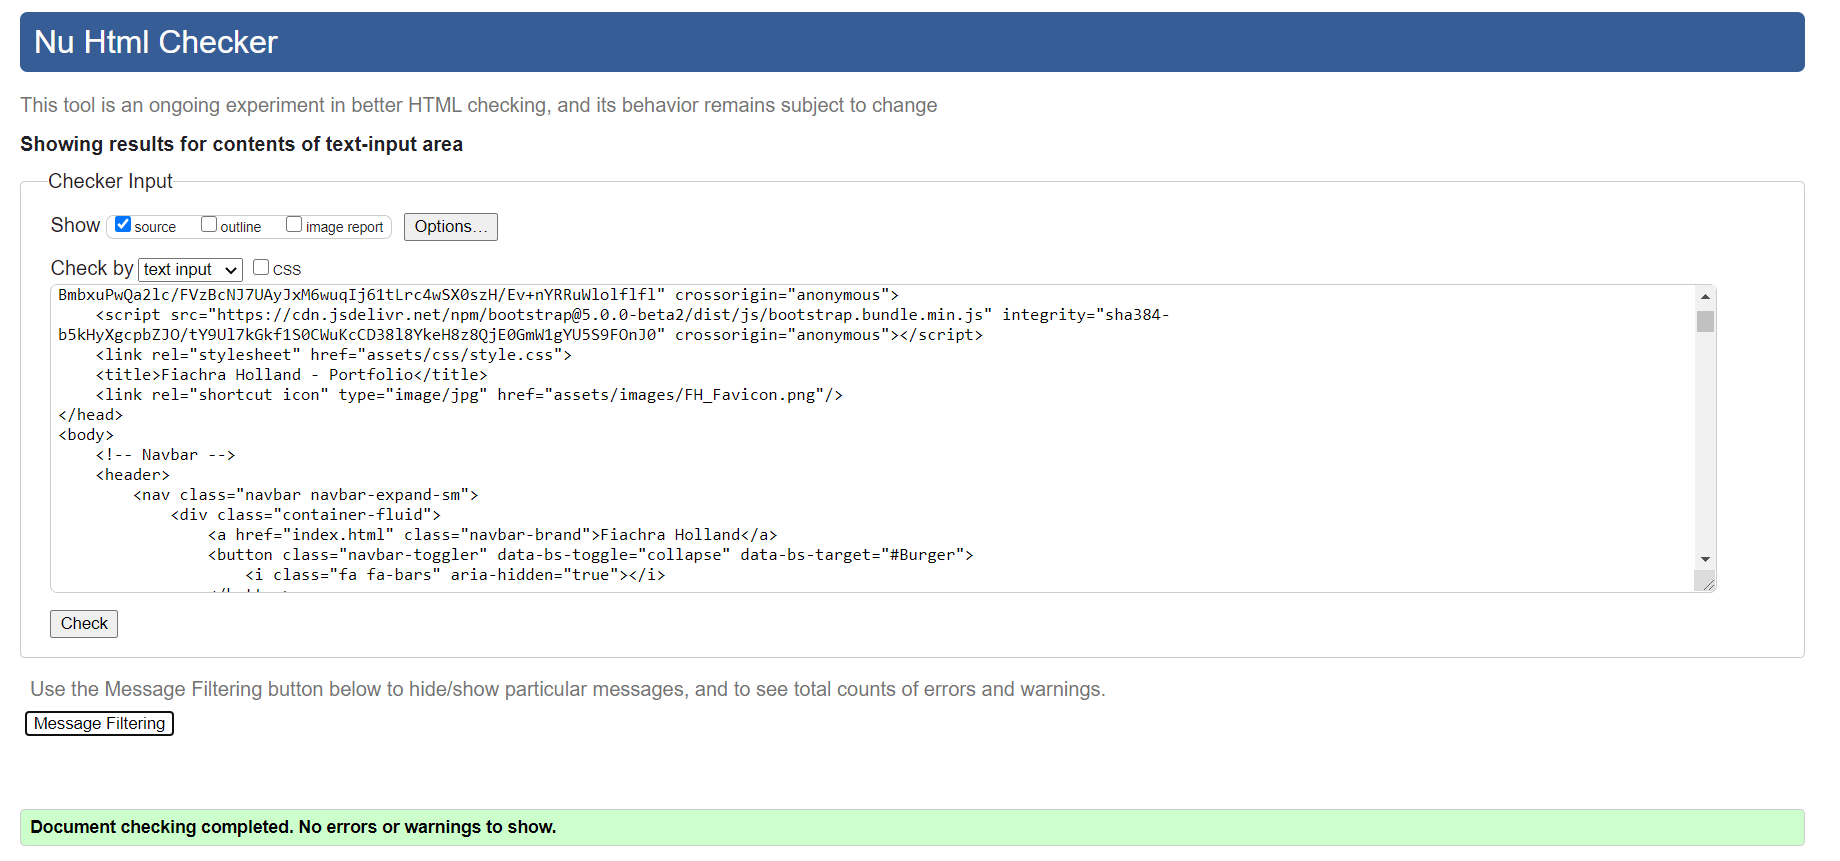 Nu Html Checker
This tool is an ongoing experiment in better HTML checking, and its behavior remains subject to change
Showing results for contents of text-input area
Checker Input
Show source outline image report Options...
Check by text input CSS
BmbxuPwQa2lc/FVzBcNJ7UAyJxM6wuqIj61tLrc4wSX0szH/Ev+nYRRuWlolflfl" crossorigin="anonymous">
<script src="https://cdn.jsdelivr.net/npm/bootstrap@5.0.0-beta2/dist/js/bootstrap.bundle.min.js" integrity="sha384-
b5kHyXgcpbZJO/tY9Ul7kGkf1S0CWuKcCD38l8YkeH8z8QjE0GmW1gYU5S9FOnJ0" crossorigin="anonymous"></script>
<link rel="stylesheet" href="assets/css/style.css">
<title>Fiachra Holland - Portfolio</title>
<link rel="shortcut icon" type="image/jpg" href="assets/images/FH_Favicon.png"/>
</head>
<body>
<!-- Navbar -->
<header>
<nav class="navbar navbar-expand-sm">
<div class="container-fluid">
<a href="index.html" class="navbar-brand">Fiachra Holland</a>
<button class="navbar-toggler" data-bs-toggle="collapse" data-bs-target="#Burger">
<i class="fa fa-bars" aria-hidden="true"></i>
Check
Use the Message Filtering button below to hide/show particular messages, and to see total counts of errors and warnings.
Message Filtering
Document checking completed. No errors or warnings to show.